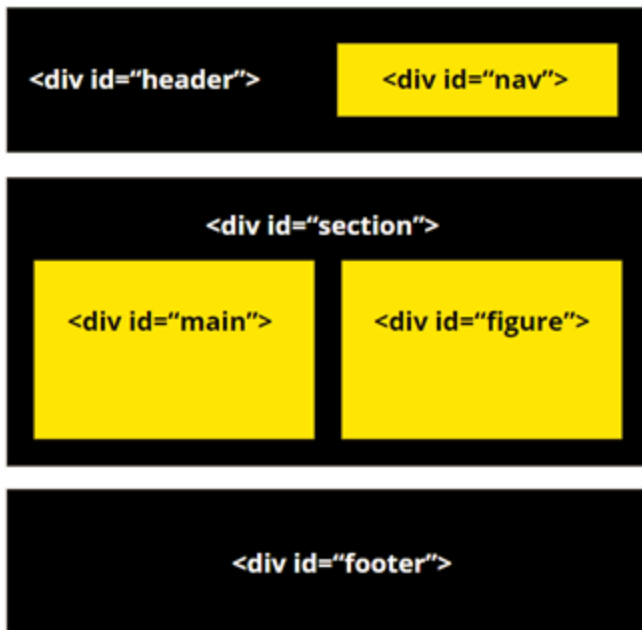 <div id=“header”>
<div id=“nav”>
<div id=“section”>
<div id=“main”>
<div id=“figure”>
<div id=“footer”>